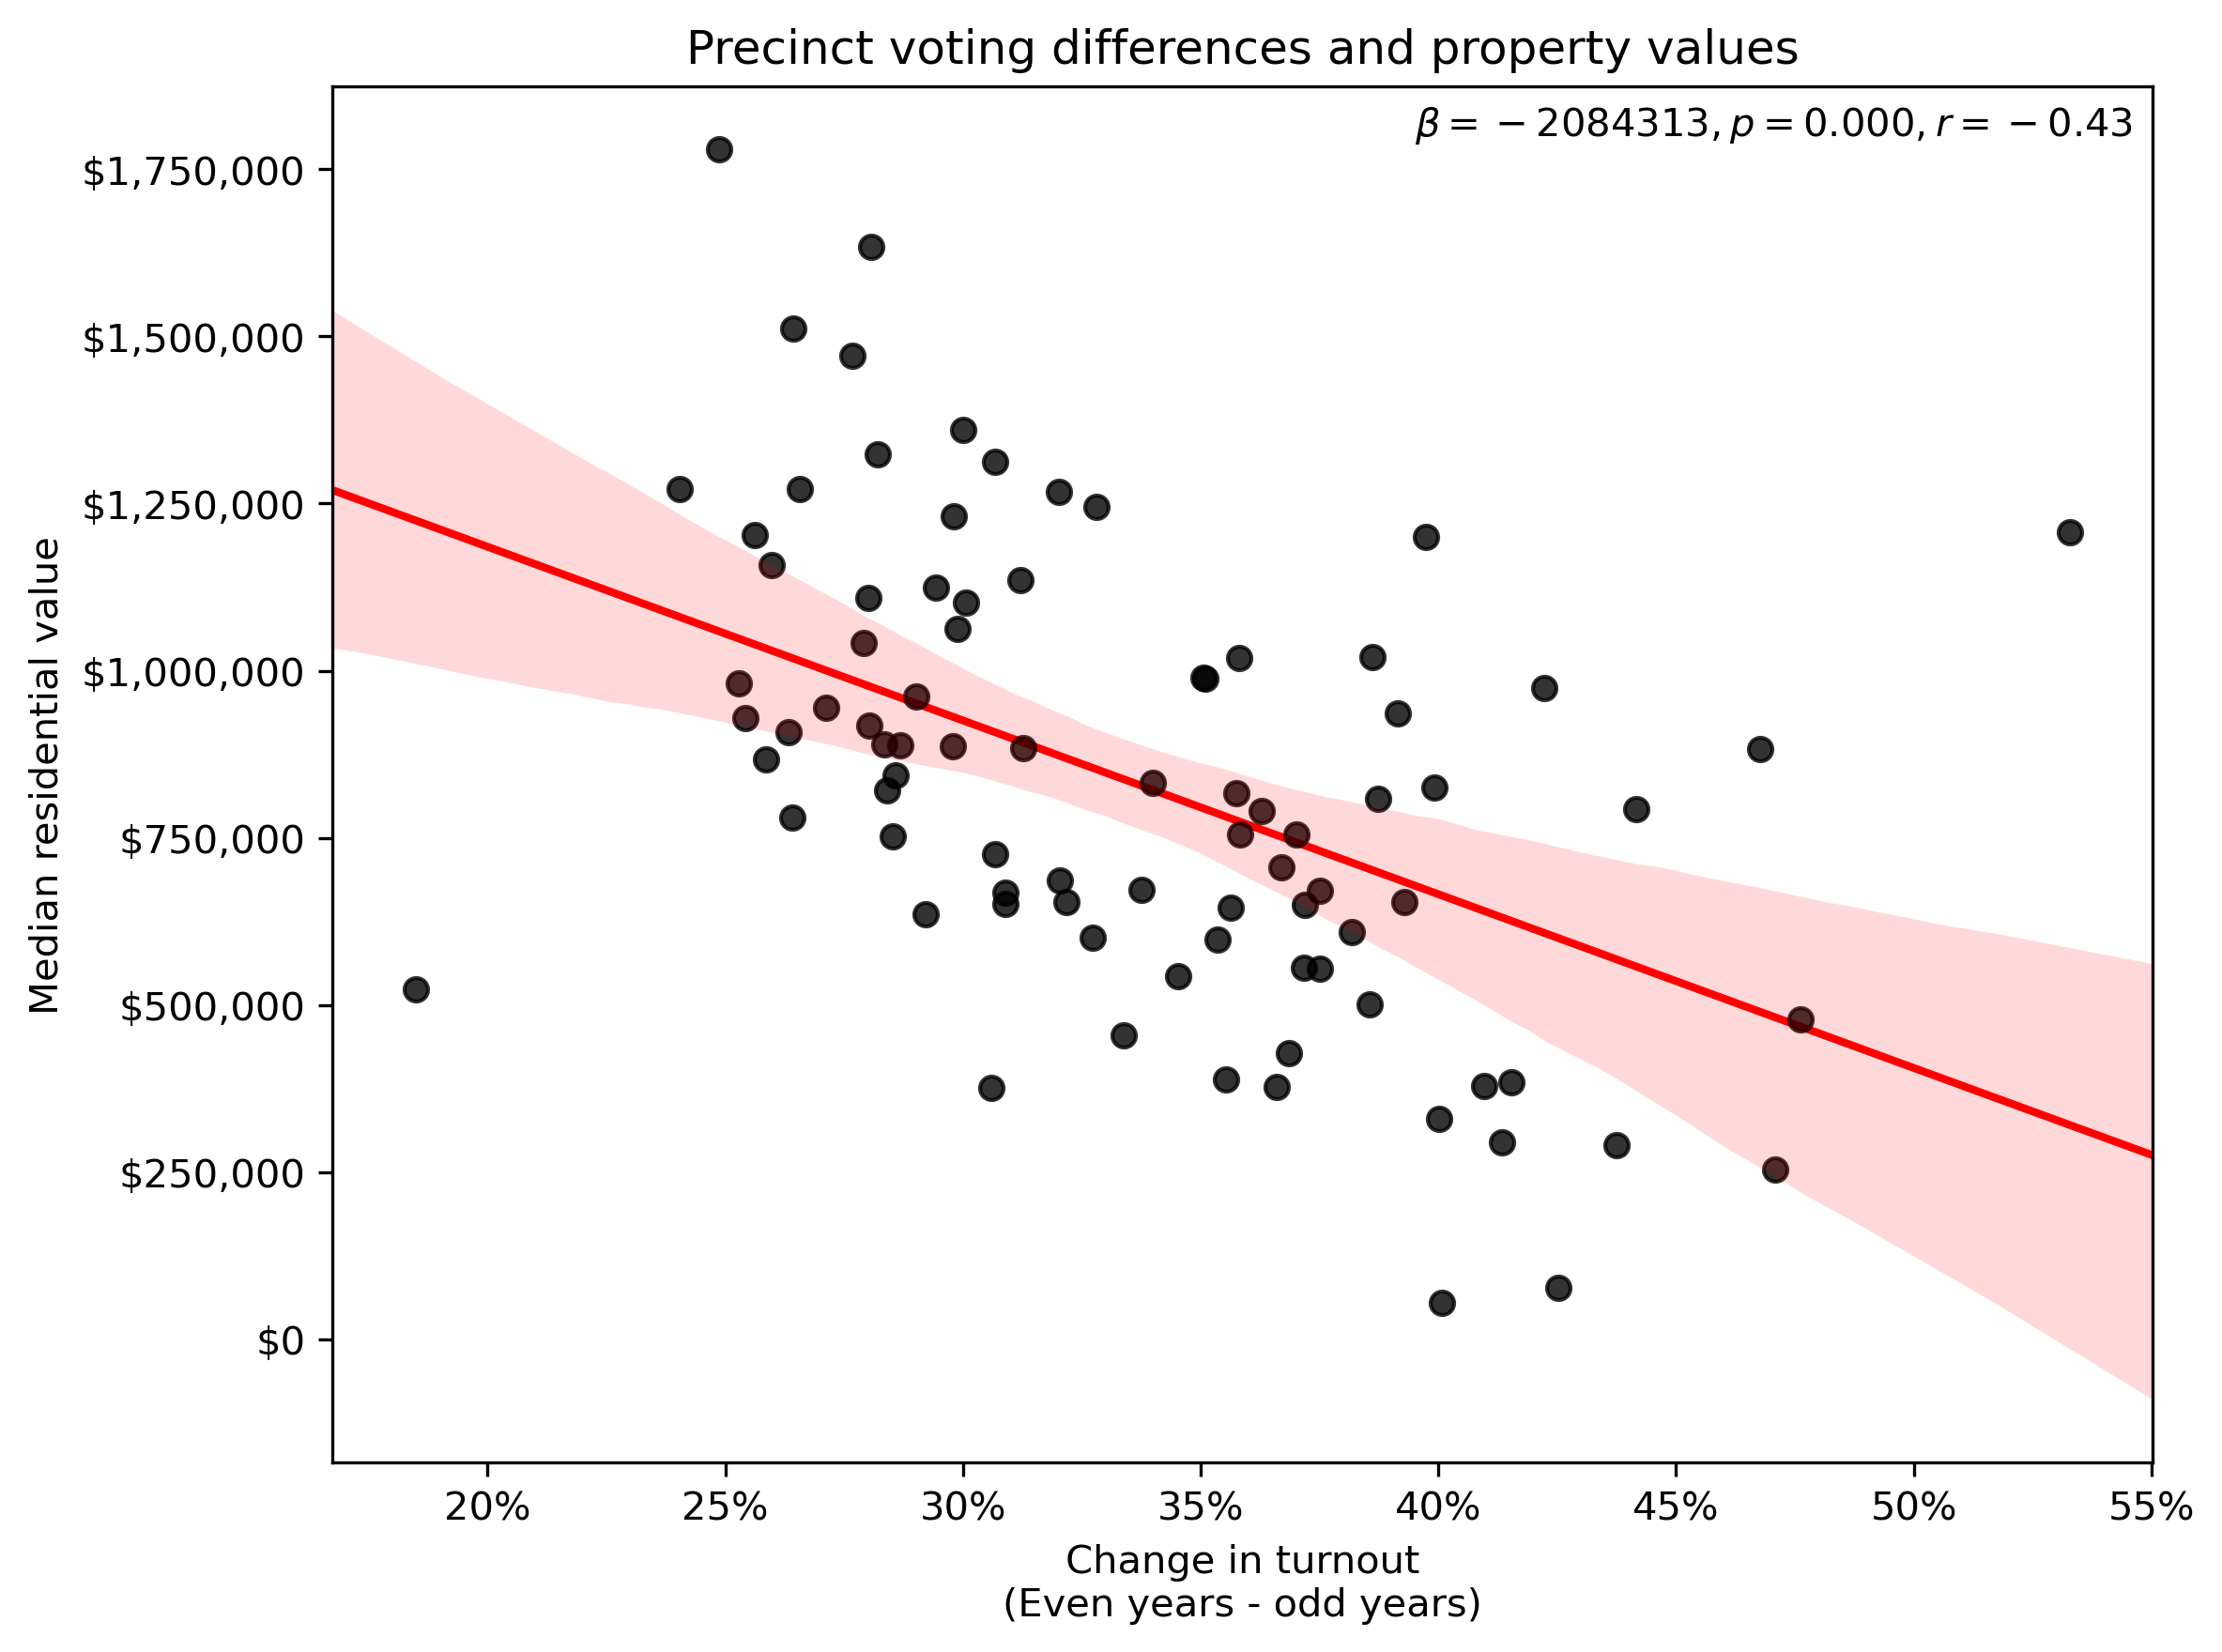 Precinct voting differences and property values
β = −2084313, p = 0.000, r = −0.43
$1,750,000
$1,500,000
$1,250,000
$1,000,000
$750,000
$500,000
$250,000
$0
Median residential value
20% 25% 30% 35% 40% 45% 50% 55%
Change in turnout
(Even years - odd years)